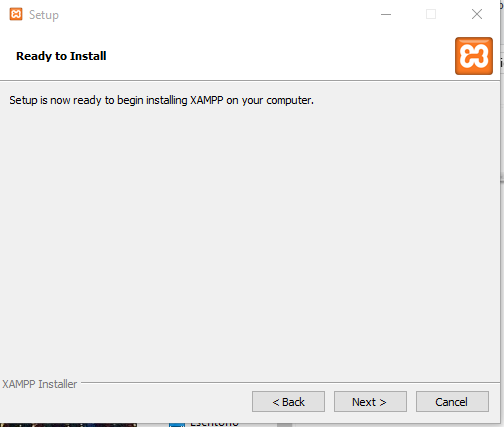 Setup
Ready to Install
Setup is now ready to begin installing XAMPP on your computer.
XAMPP Installer
< Back
Next >
Cancel
Escritorio